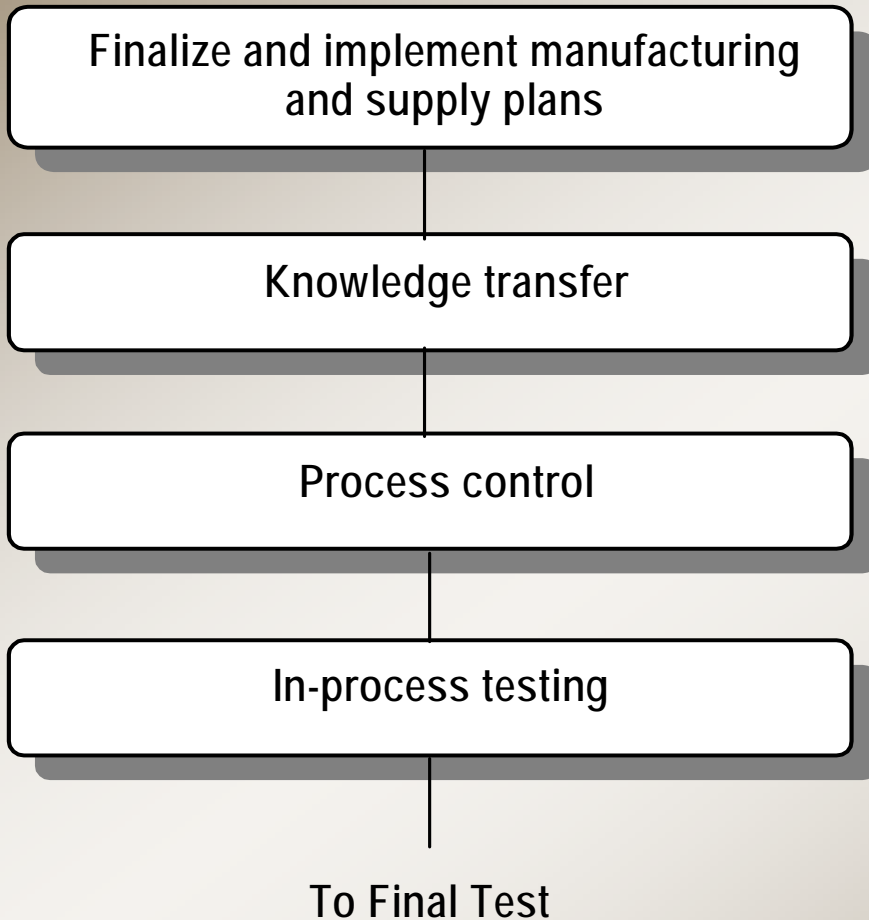 Finalize and implement manufacturing
and supply plans
Knowledge transfer
Process control
In-process testing
To Final Test